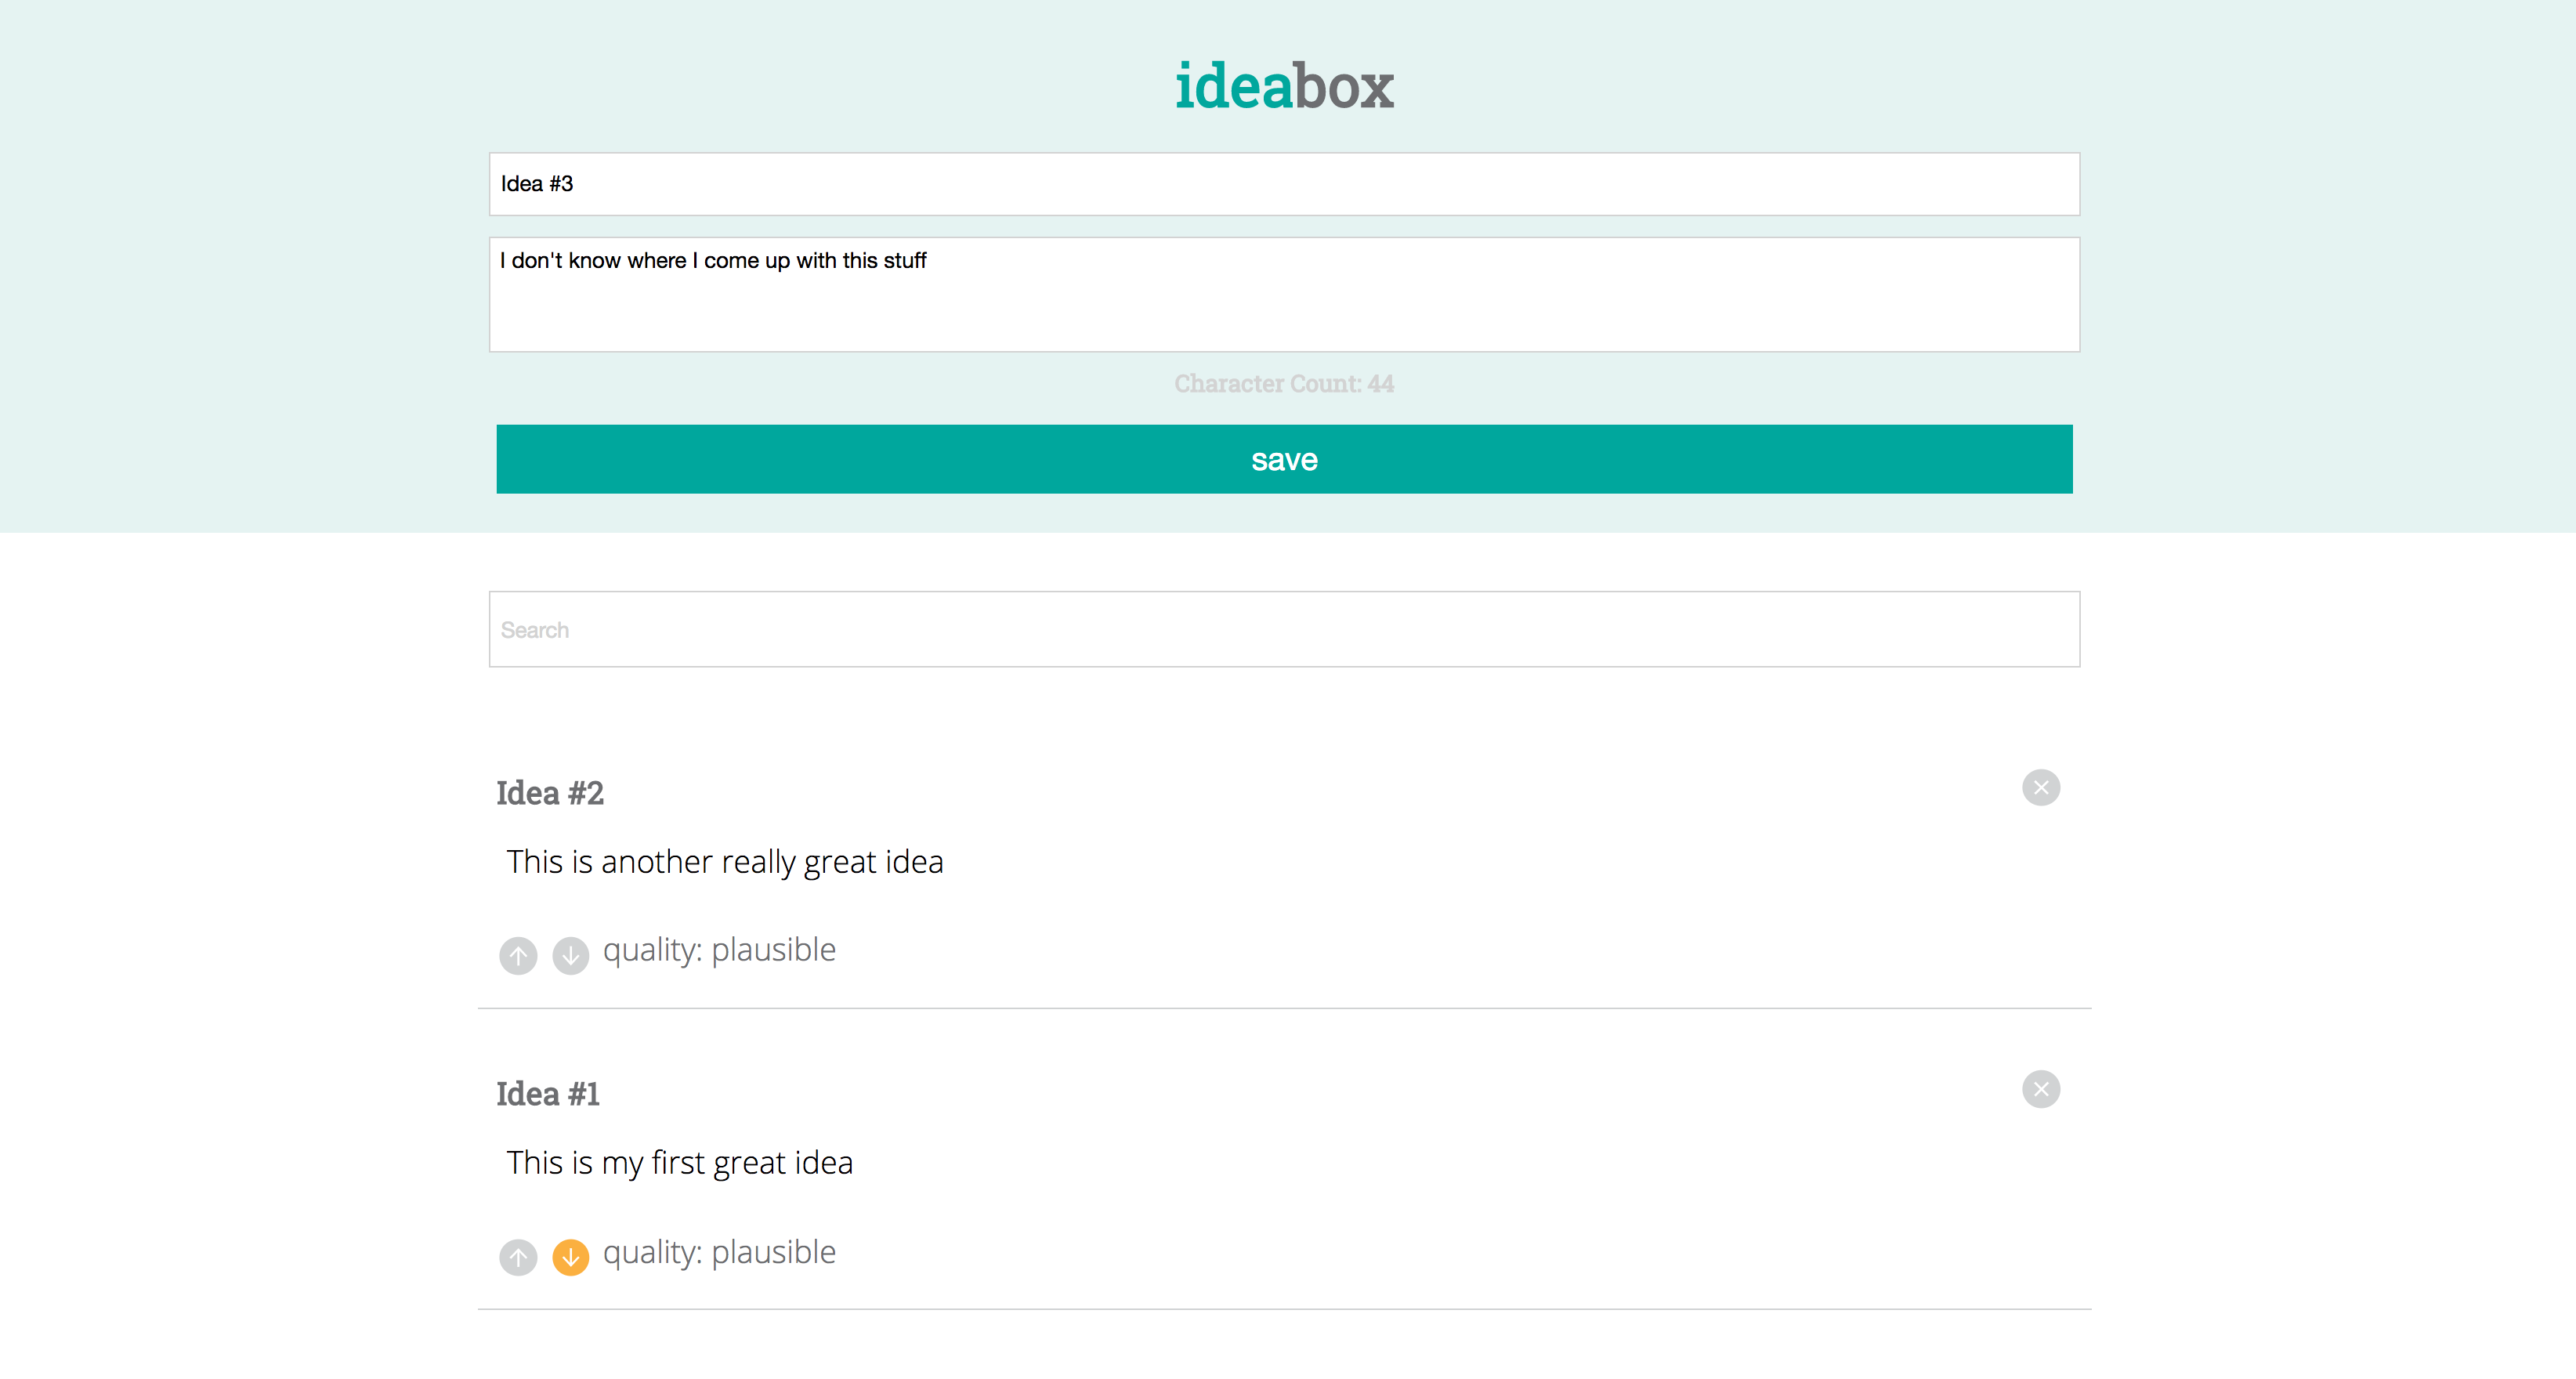 ideabox
Idea #3
I don't know where I come up with this stuff
Character Count: 44
save
Search
Idea #2
This is another really great idea
quality: plausible
Idea #1
This is my first great idea
quality: plausible